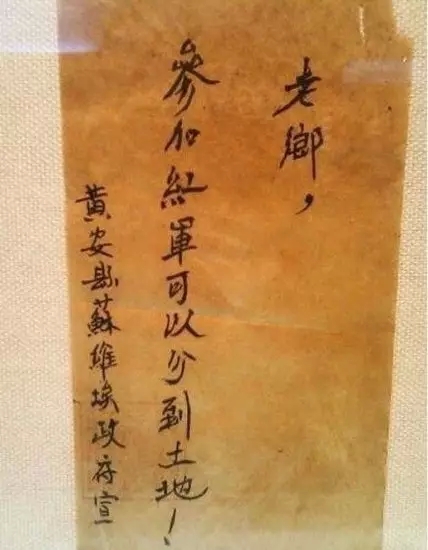 老鄉，
參加紅軍可以分到土地！
黃安縣蘇維埃政府宣